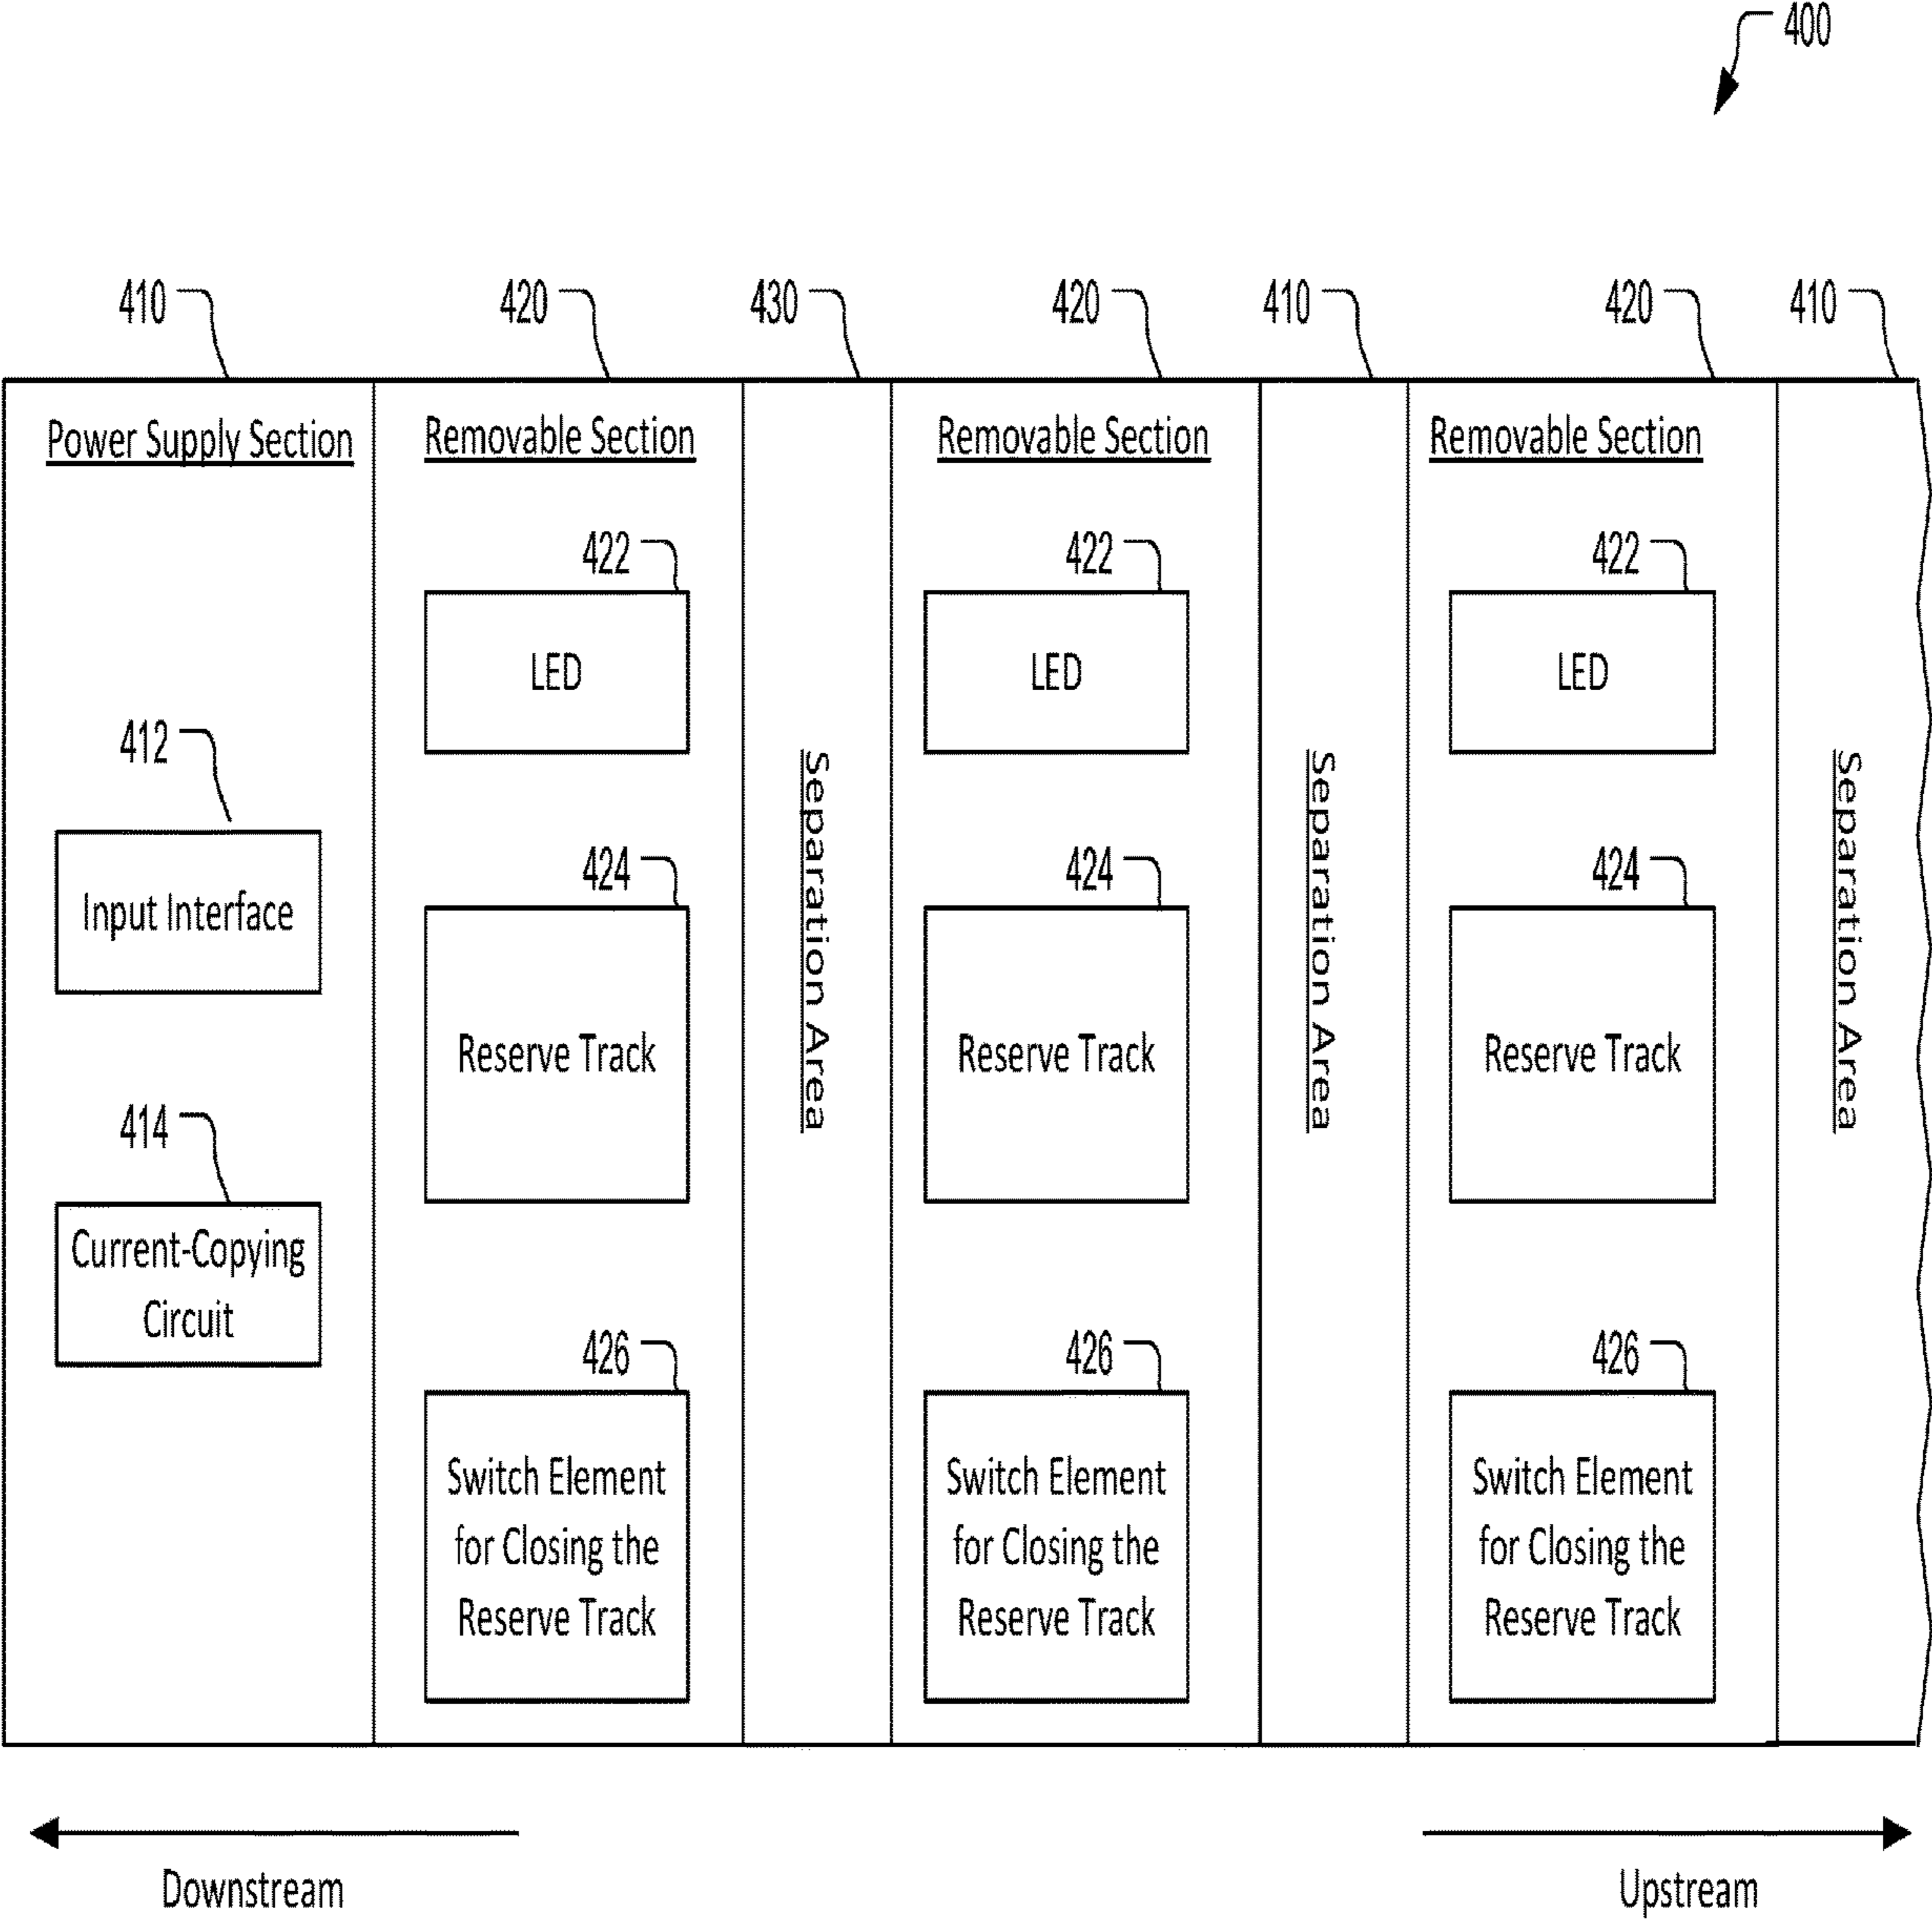 400
410
420
430
420
410
420
410
Power Supply Section
Removable Section
Removable Section
Removable Section
422
422
422
LED
LED
LED
412
Input Interface
424
424
424
Reserve Track
Reserve Track
Reserve Track
Separation Area
Separation Area
Separation Area
414
Current-Copying
Circuit
426
426
426
Switch Element
for Closing the
Reserve Track
Switch Element
for Closing the
Reserve Track
Switch Element
for Closing the
Reserve Track
Downstream
Upstream